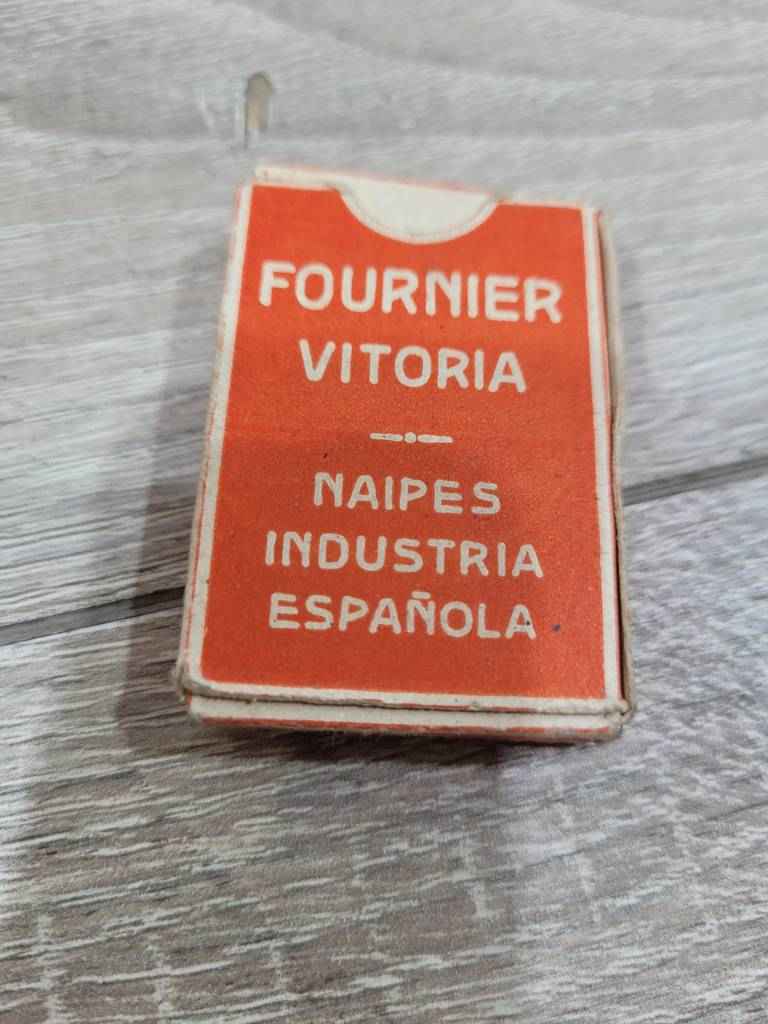 FOURNIER
VITORIA
NAIPES
INDUSTRIA
ESPAÑOLA